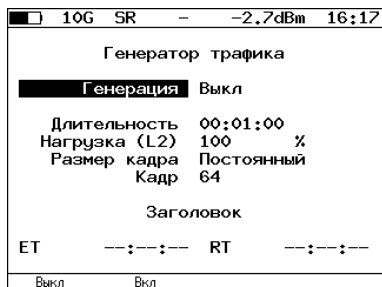 10G SR – -2.7dBm 16:17
Генератор трафика
Генерация Выкл
Длительность 00:01:00
Нагрузка (L2) 100 %
Размер кадра Постоянный
Кадр 64
Заголовок
ET --:--:-- RT --:--:--
Выкл Вкл